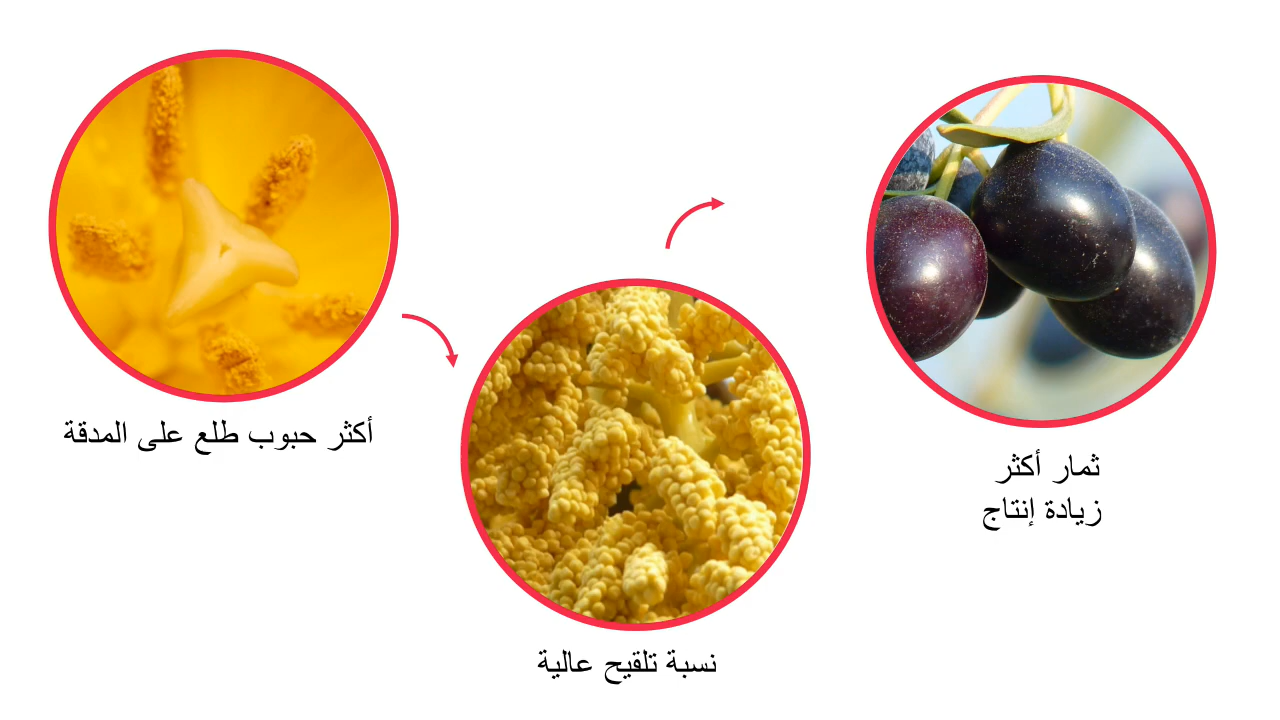 أكثر حبوب طلع على المدقة
نسبة تلقيح عالية
ثمار أكثر
زيادة إنتاج